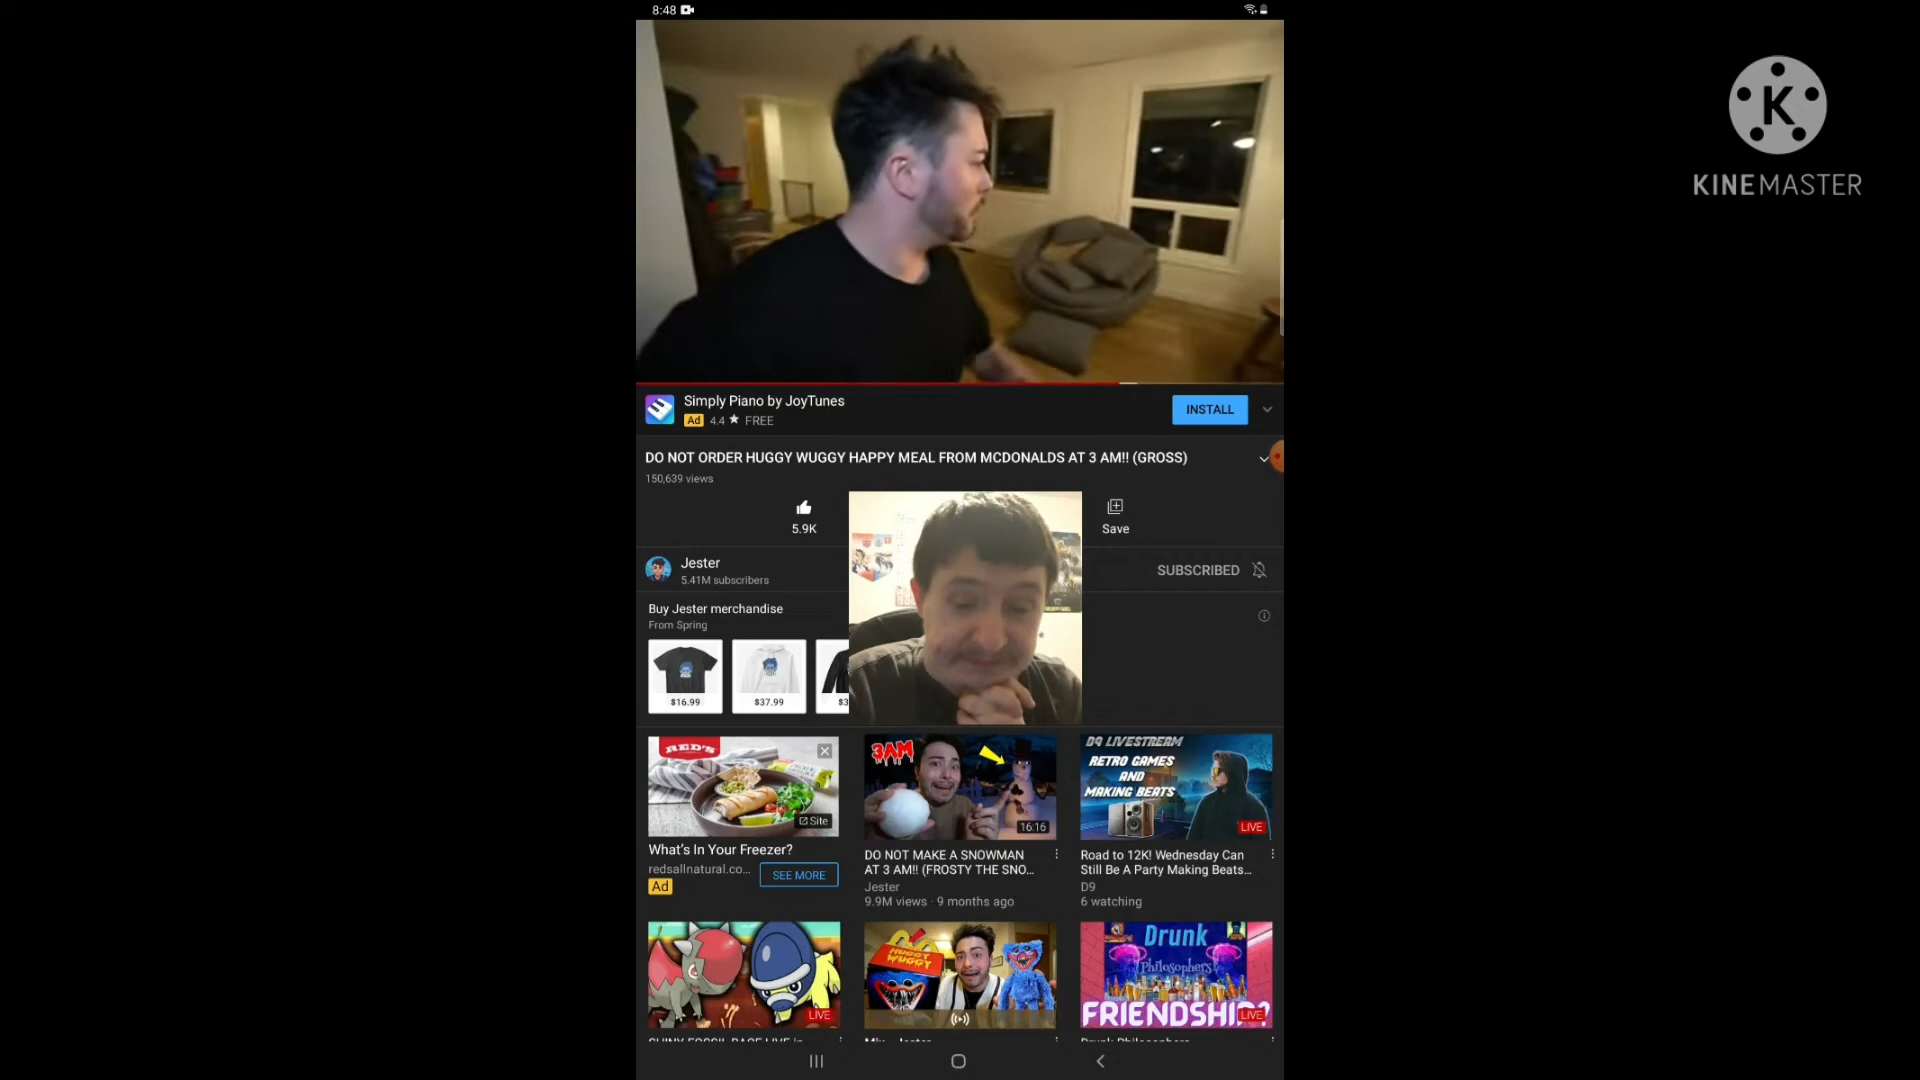 8:48
KINEMASTER
Simply Piano by JoyTunes
Ad 4.4 ★ FREE
INSTALL
DO NOT ORDER HUGGY WUGGY HAPPY MEAL FROM MCDONALDS AT 3 AM!! (GROSS)
150,639 views
5.9K
Save
Jester
5.41M subscribers
SUBSCRIBED
Buy Jester merchandise
From Spring
$16.99
$37.99
$3
RED'S
Site
What's In Your Freezer?
redsallnatural.co...
Ad
SEE MORE
3AM
16:16
DO NOT MAKE A SNOWMAN
AT 3 AM!! (FROSTY THE SNO...
Jester
9.9M views · 9 months ago
D9 LIVESTREAM
RETRO GAMES
AND
MAKING BEATS
LIVE
Road to 12K! Wednesday Can
Still Be A Party Making Beats...
D9
6 watching
LIVE
HUGGY
WUGGY
Drunk
Philosophers
FRIENDSHIP?
LIVE